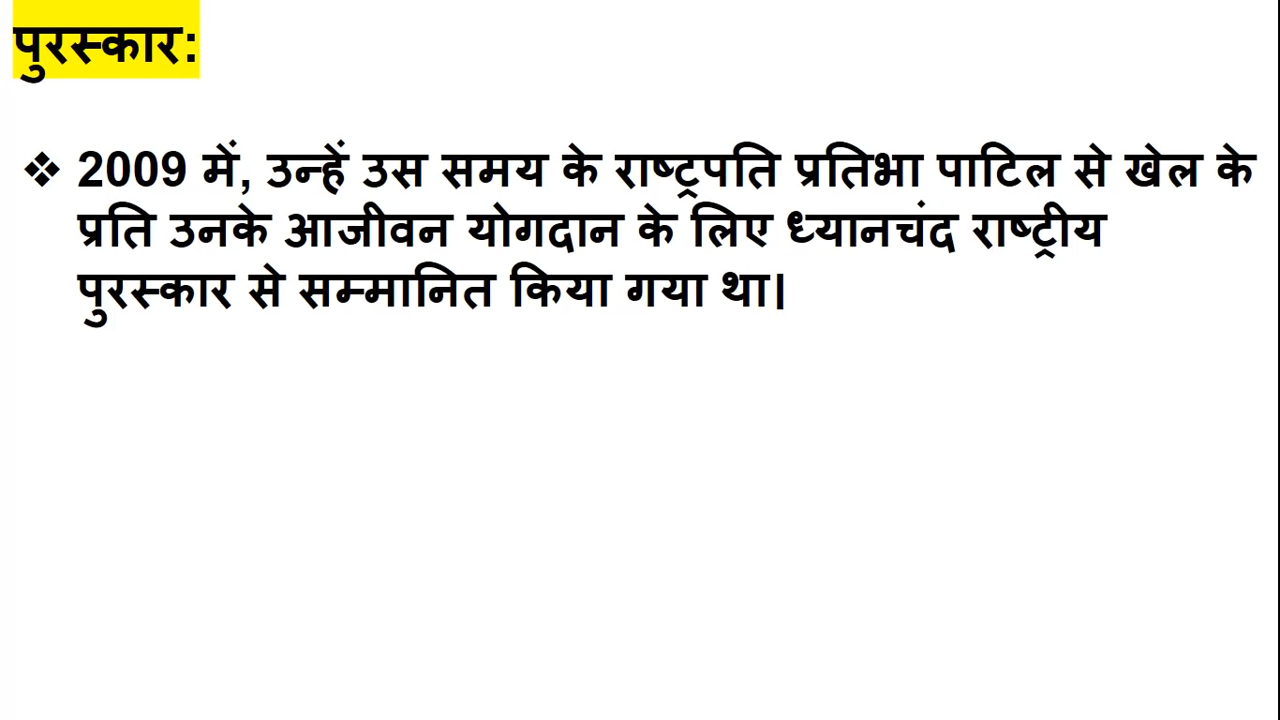 पुरस्कार:
❖ 2009 में, उन्हें उस समय के राष्ट्रपति प्रतिभा पाटिल से खेल के
प्रति उनके आजीवन योगदान के लिए ध्यानचंद राष्ट्रीय
पुरस्कार से सम्मानित किया गया था।